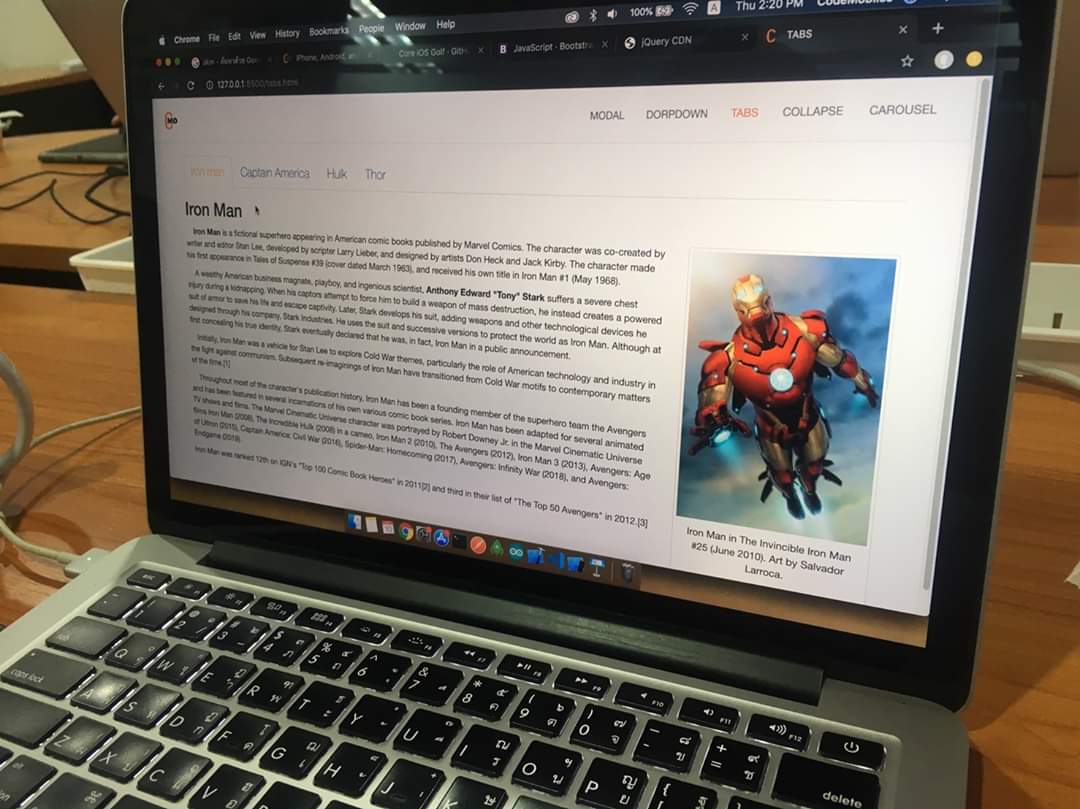 Chrome File Edit View History Bookmarks People Window Help
100% A Thu 2:20 PM
iPhone, Android, an
Core iOS Golf - GitH
B JavaScript - Bootstra
jQuery CDN
TABS
127.0.0.1:5500/tabs.html
CMO
MODAL DORPDOWN TABS COLLAPSE CAROUSEL
Iron man Captain America Hulk Thor
Iron Man
Iron Man is a fictional superhero appearing in American comic books published by Marvel Comics. The character was co-created by
writer and editor Stan Lee, developed by scripter Larry Lieber, and designed by artists Don Heck and Jack Kirby. The character made
his first appearance in Tales of Suspense #39 (cover dated March 1963), and received his own title in Iron Man #1 (May 1968).
A wealthy American business magnate, playboy, and ingenious scientist, Anthony Edward "Tony" Stark suffers a severe chest
injury during a kidnapping. When his captors attempt to force him to build a weapon of mass destruction, he instead creates a powered
suit of armor to save his life and escape captivity. Later, Stark develops his suit, adding weapons and other technological devices he
designed through his company, Stark Industries. He uses the suit and successive versions to protect the world as Iron Man. Although at
first concealing his true identity, Stark eventually declared that he was, in fact, Iron Man in a public announcement.
Initially, Iron Man was a vehicle for Stan Lee to explore Cold War themes, particularly the role of American technology and industry in
the fight against communism. Subsequent re-imaginings of Iron Man have transitioned from Cold War motifs to contemporary matters
of the time.[1]
Throughout most of the character's publication history, Iron Man has been a founding member of the superhero team the Avengers
and has been featured in several incarnations of his own various comic book series. Iron Man has been adapted for several animated
TV shows and films. The Marvel Cinematic Universe character was portrayed by Robert Downey Jr. in the Marvel Cinematic Universe
films Iron Man (2008), The Incredible Hulk (2008) in a cameo, Iron Man 2 (2010), The Avengers (2012), Iron Man 3 (2013), Avengers: Age
of Ultron (2015), Captain America: Civil War (2016), Spider-Man: Homecoming (2017), Avengers: Infinity War (2018), and Avengers:
Endgame (2019).
Iron Man was ranked 12th on IGN's "Top 100 Comic Book Heroes" in 2011[2] and third in their list of "The Top 50 Avengers" in 2012.[3]
Iron Man in The Invincible Iron Man
#25 (June 2010). Art by Salvador
Larroca.
esc F7 F8 F9 F10 F11 F12
2 3 4 5 6 7 8 9 0 - + = delete
Q W E R T Y U I O P
caps lock A S D F G H J K
Z X C V